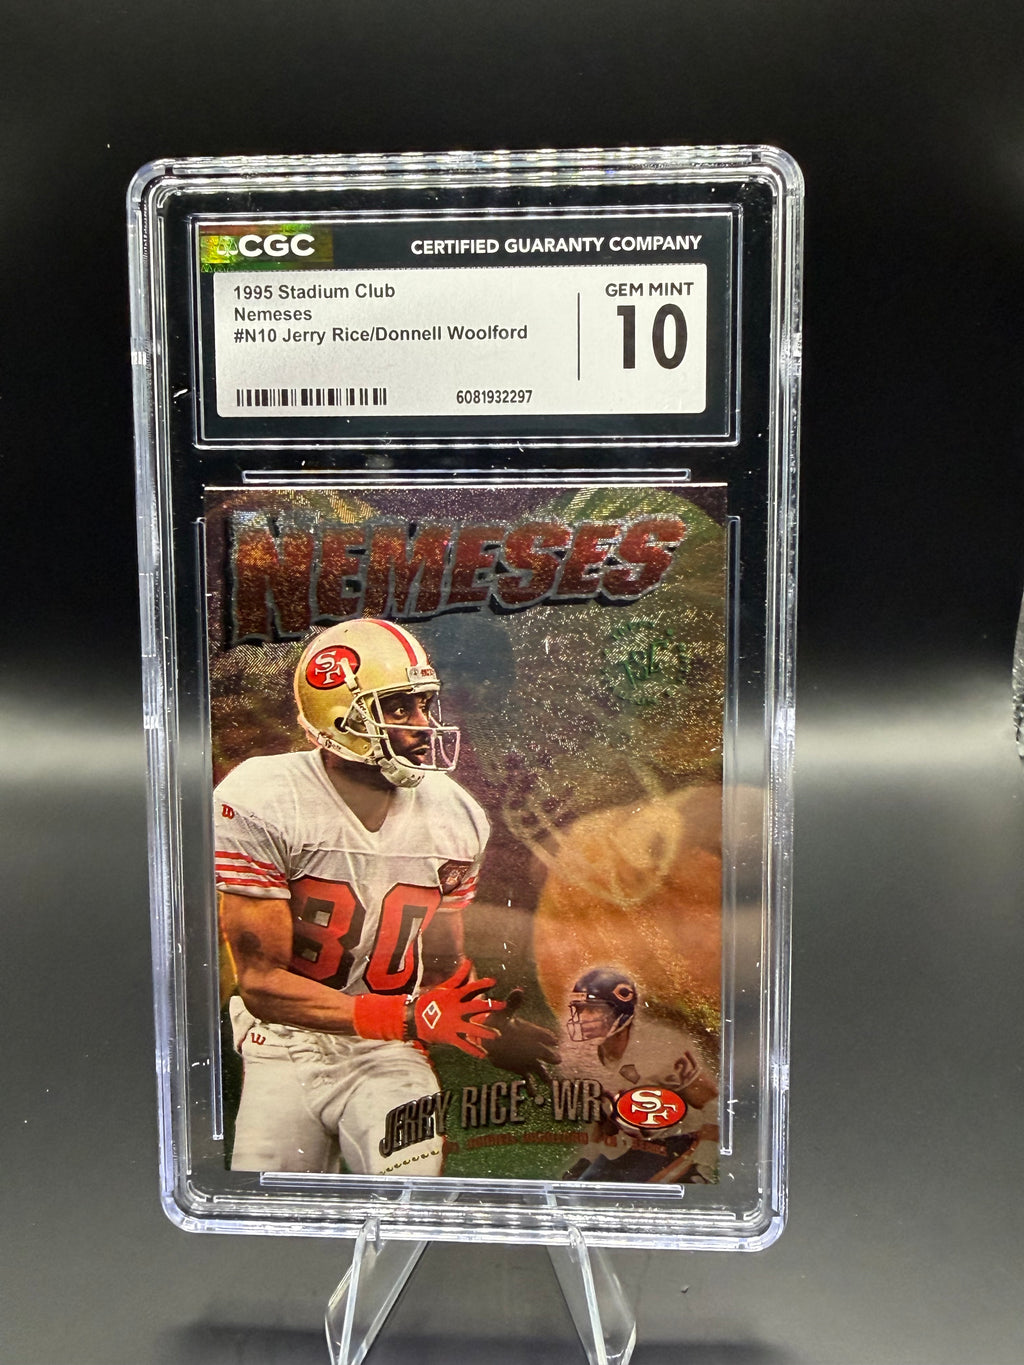 CGC
CERTIFIED GUARANTY COMPANY
1995 Stadium Club
Nemeses
#N10 Jerry Rice/Donnell Woolford
GEM MINT
10
6081932297
NEMESES
SF
80
C
21
JERRY RICE • WR
SF